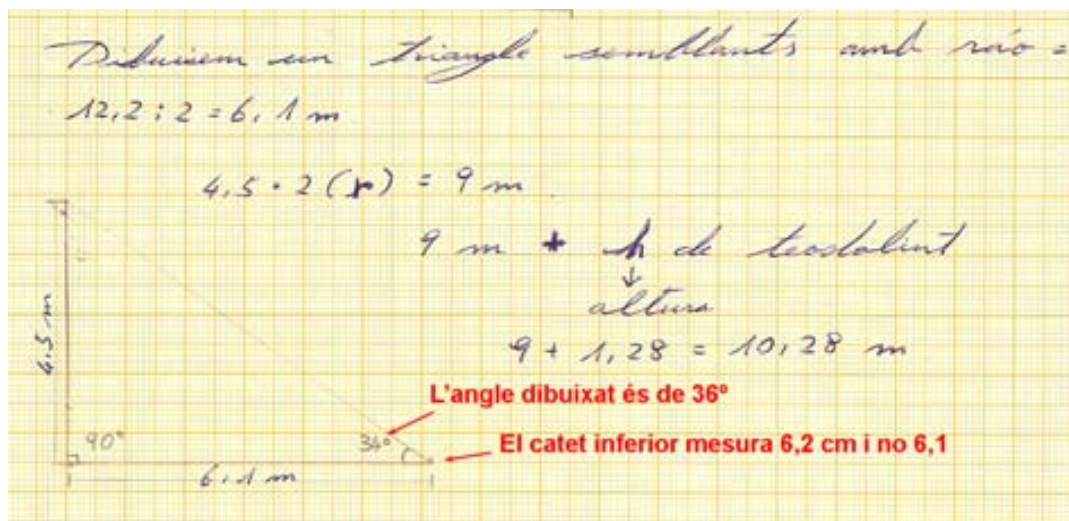 Dibuixem un triangle semblants amb raó =
12,2 : 2 = 6,1 m
4,5 · 2 (r) = 9 m
9 m + h de teodolint
↓
altura
9 + 1,28 = 10,28 m
4,5 m
L'angle dibuixat és de 36º
90°
34°
El catet inferior mesura 6,2 cm i no 6,1
6,1 m